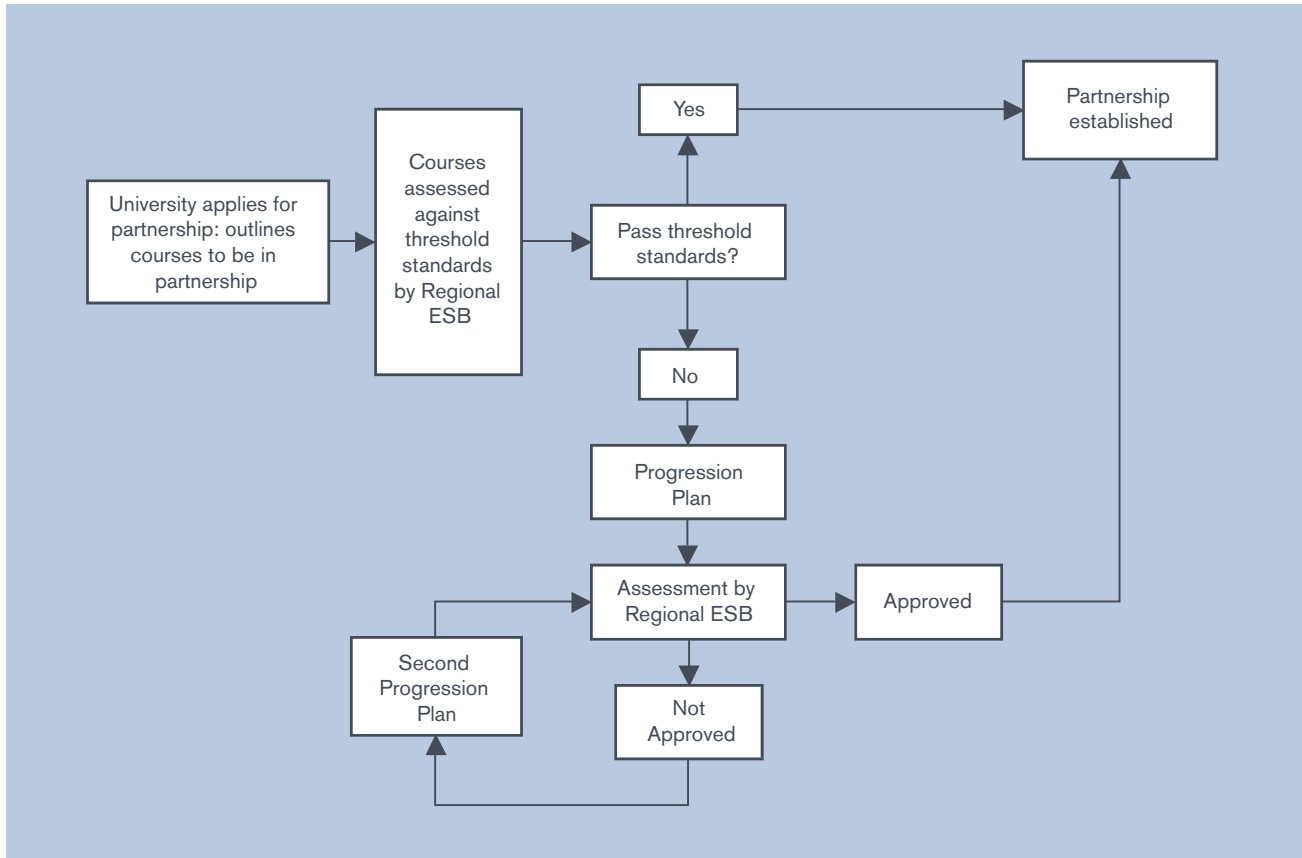 University applies for
partnership: outlines
courses to be in
partnership
Courses
assessed
against
threshold
standards
by Regional
ESB
Pass threshold
standards?
Yes
Partnership
established
No
Progression
Plan
Assessment by
Regional ESB
Approved
Not
Approved
Second
Progression
Plan